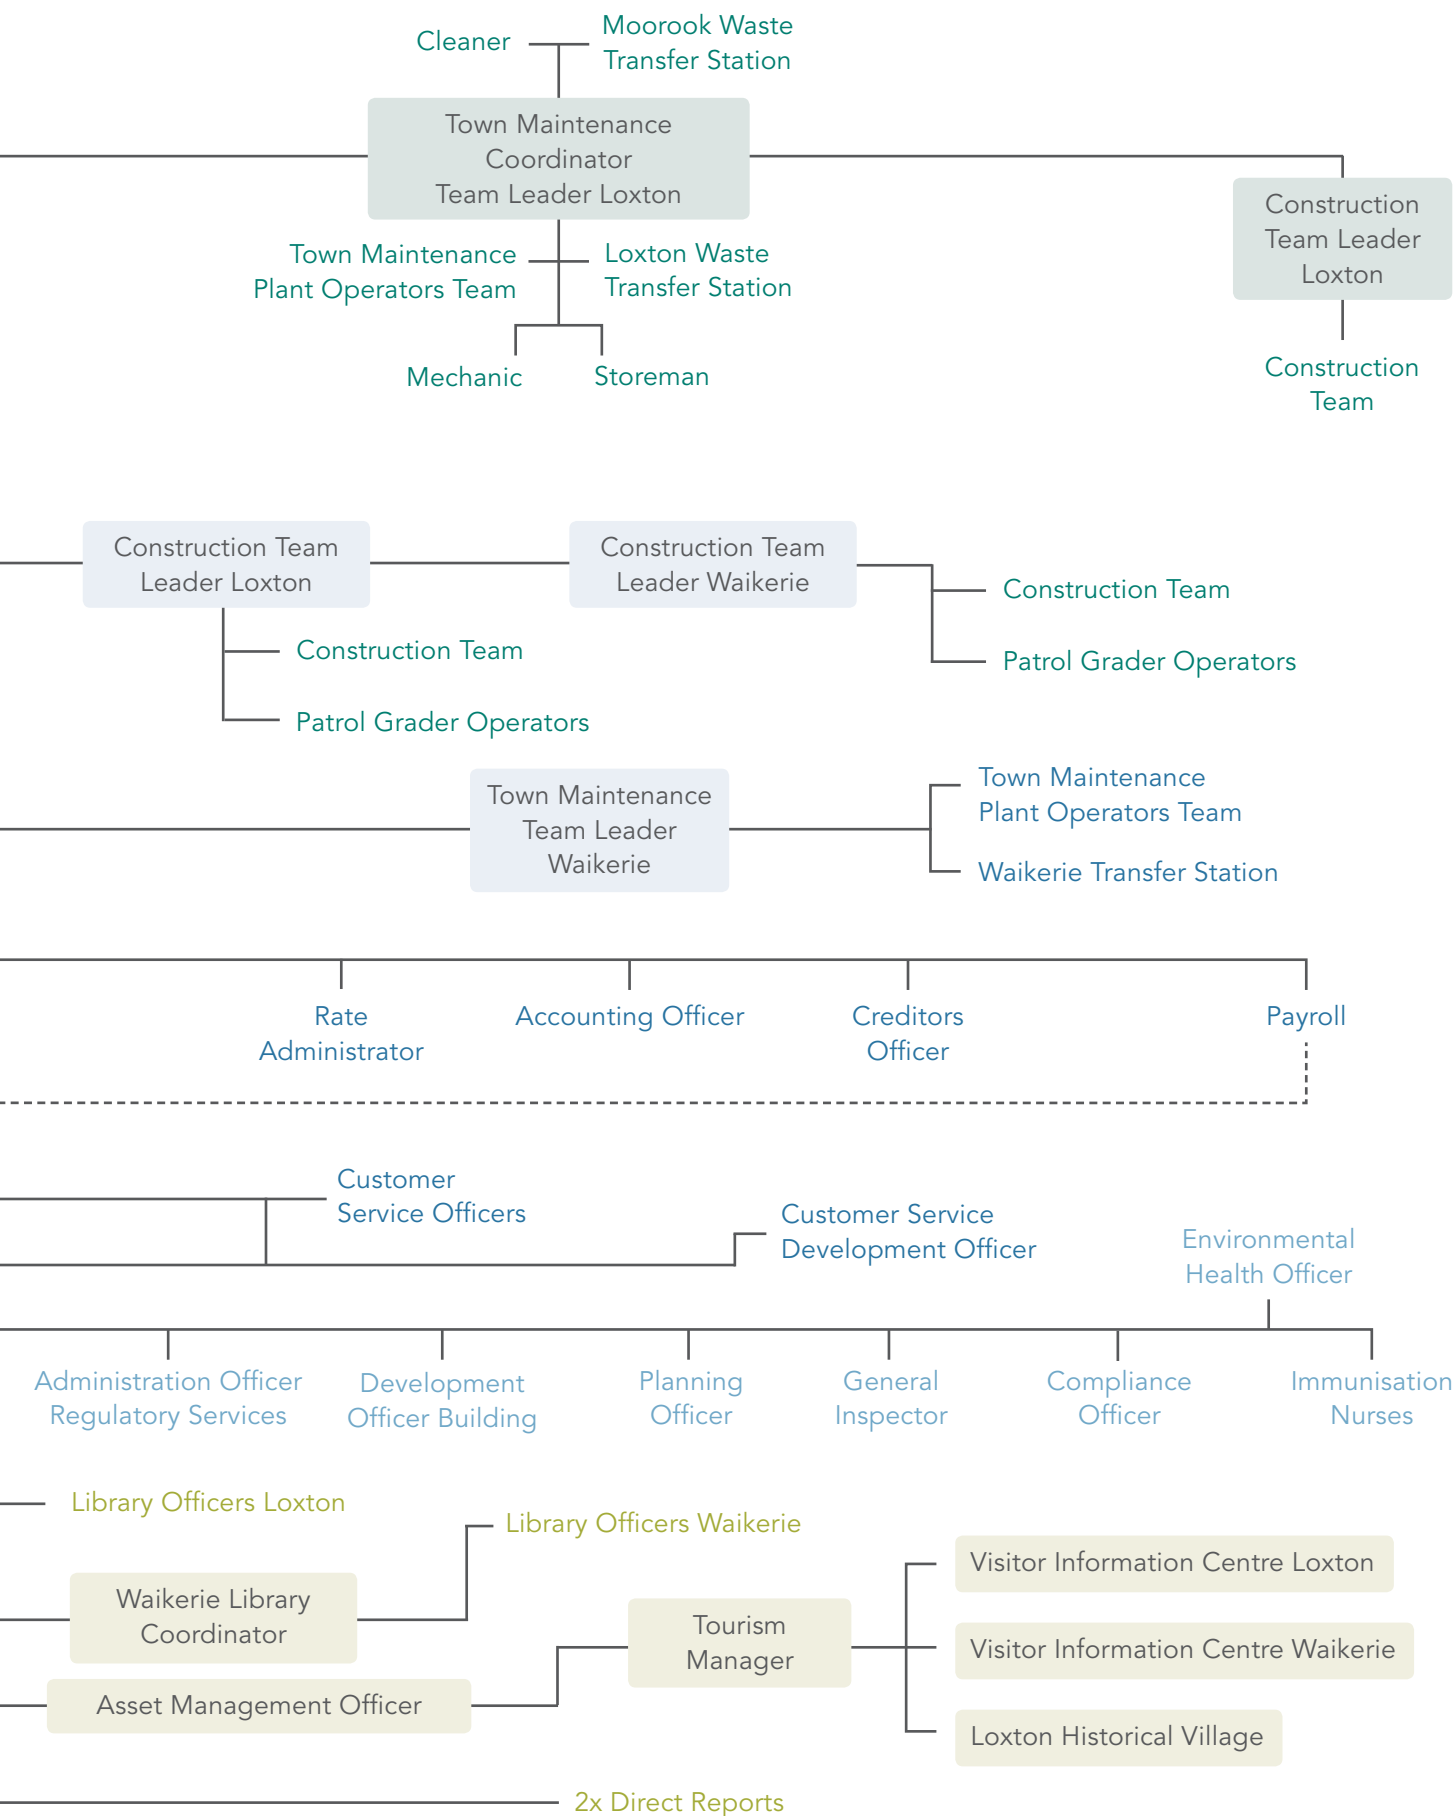 Cleaner
Moorook Waste
Transfer Station
Town Maintenance
Coordinator
Team Leader Loxton
Construction
Team Leader
Loxton
Town Maintenance
Plant Operators Team
Loxton Waste
Transfer Station
Mechanic
Storeman
Construction
Team
Construction Team
Leader Loxton
Construction Team
Leader Waikerie
Construction Team
Patrol Grader Operators
Construction Team
Patrol Grader Operators
Town Maintenance
Team Leader
Waikerie
Town Maintenance
Plant Operators Team
Waikerie Transfer Station
Rate
Administrator
Accounting Officer
Creditors
Officer
Payroll
Customer
Service Officers
Customer Service
Development Officer
Environmental
Health Officer
Administration Officer
Regulatory Services
Development
Officer Building
Planning
Officer
General
Inspector
Compliance
Officer
Immunisation
Nurses
Library Officers Loxton
Library Officers Waikerie
Waikerie Library
Coordinator
Tourism
Manager
Visitor Information Centre Loxton
Visitor Information Centre Waikerie
Asset Management Officer
Loxton Historical Village
2x Direct Reports